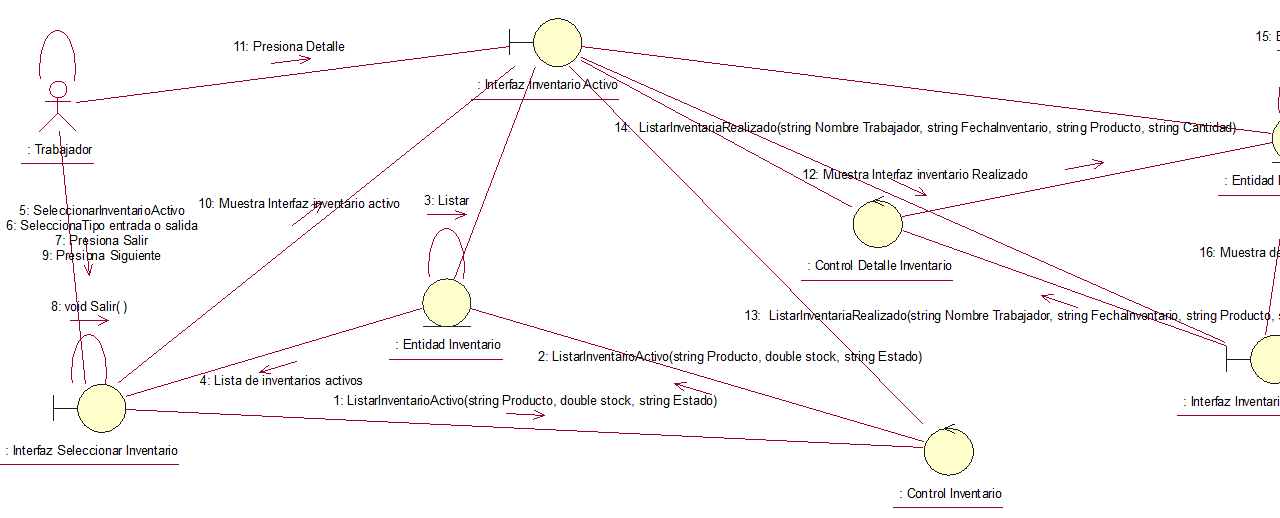 15: E
11: Presiona Detalle
: Interfaz Inventario Activo
14: ListarInventariaRealizado(string Nombre Trabajador, string FechaInventario, string Producto, string Cantidad)
: Trabajador
12: Muestra Interfaz inventario Realizado
: Entidad I
3: Listar
10: Muestra Interfaz inventario activo
5: SeleccionarInventarioActivo
6: SeleccionaTipo entrada o salida
7: Presiona Salir
9: Presiona Siguiente
16: Muestra de
: Control Detalle Inventario
8: void Salir( )
13: ListarInventariaRealizado(string Nombre Trabajador, string FechaInventario, string Producto, s
: Entidad Inventario
2: ListarInventarioActivo(string Producto, double stock, string Estado)
4: Lista de inventarios activos
1: ListarInventarioActivo(string Producto, double stock, string Estado)
: Interfaz Inventari
: Interfaz Seleccionar Inventario
: Control Inventario